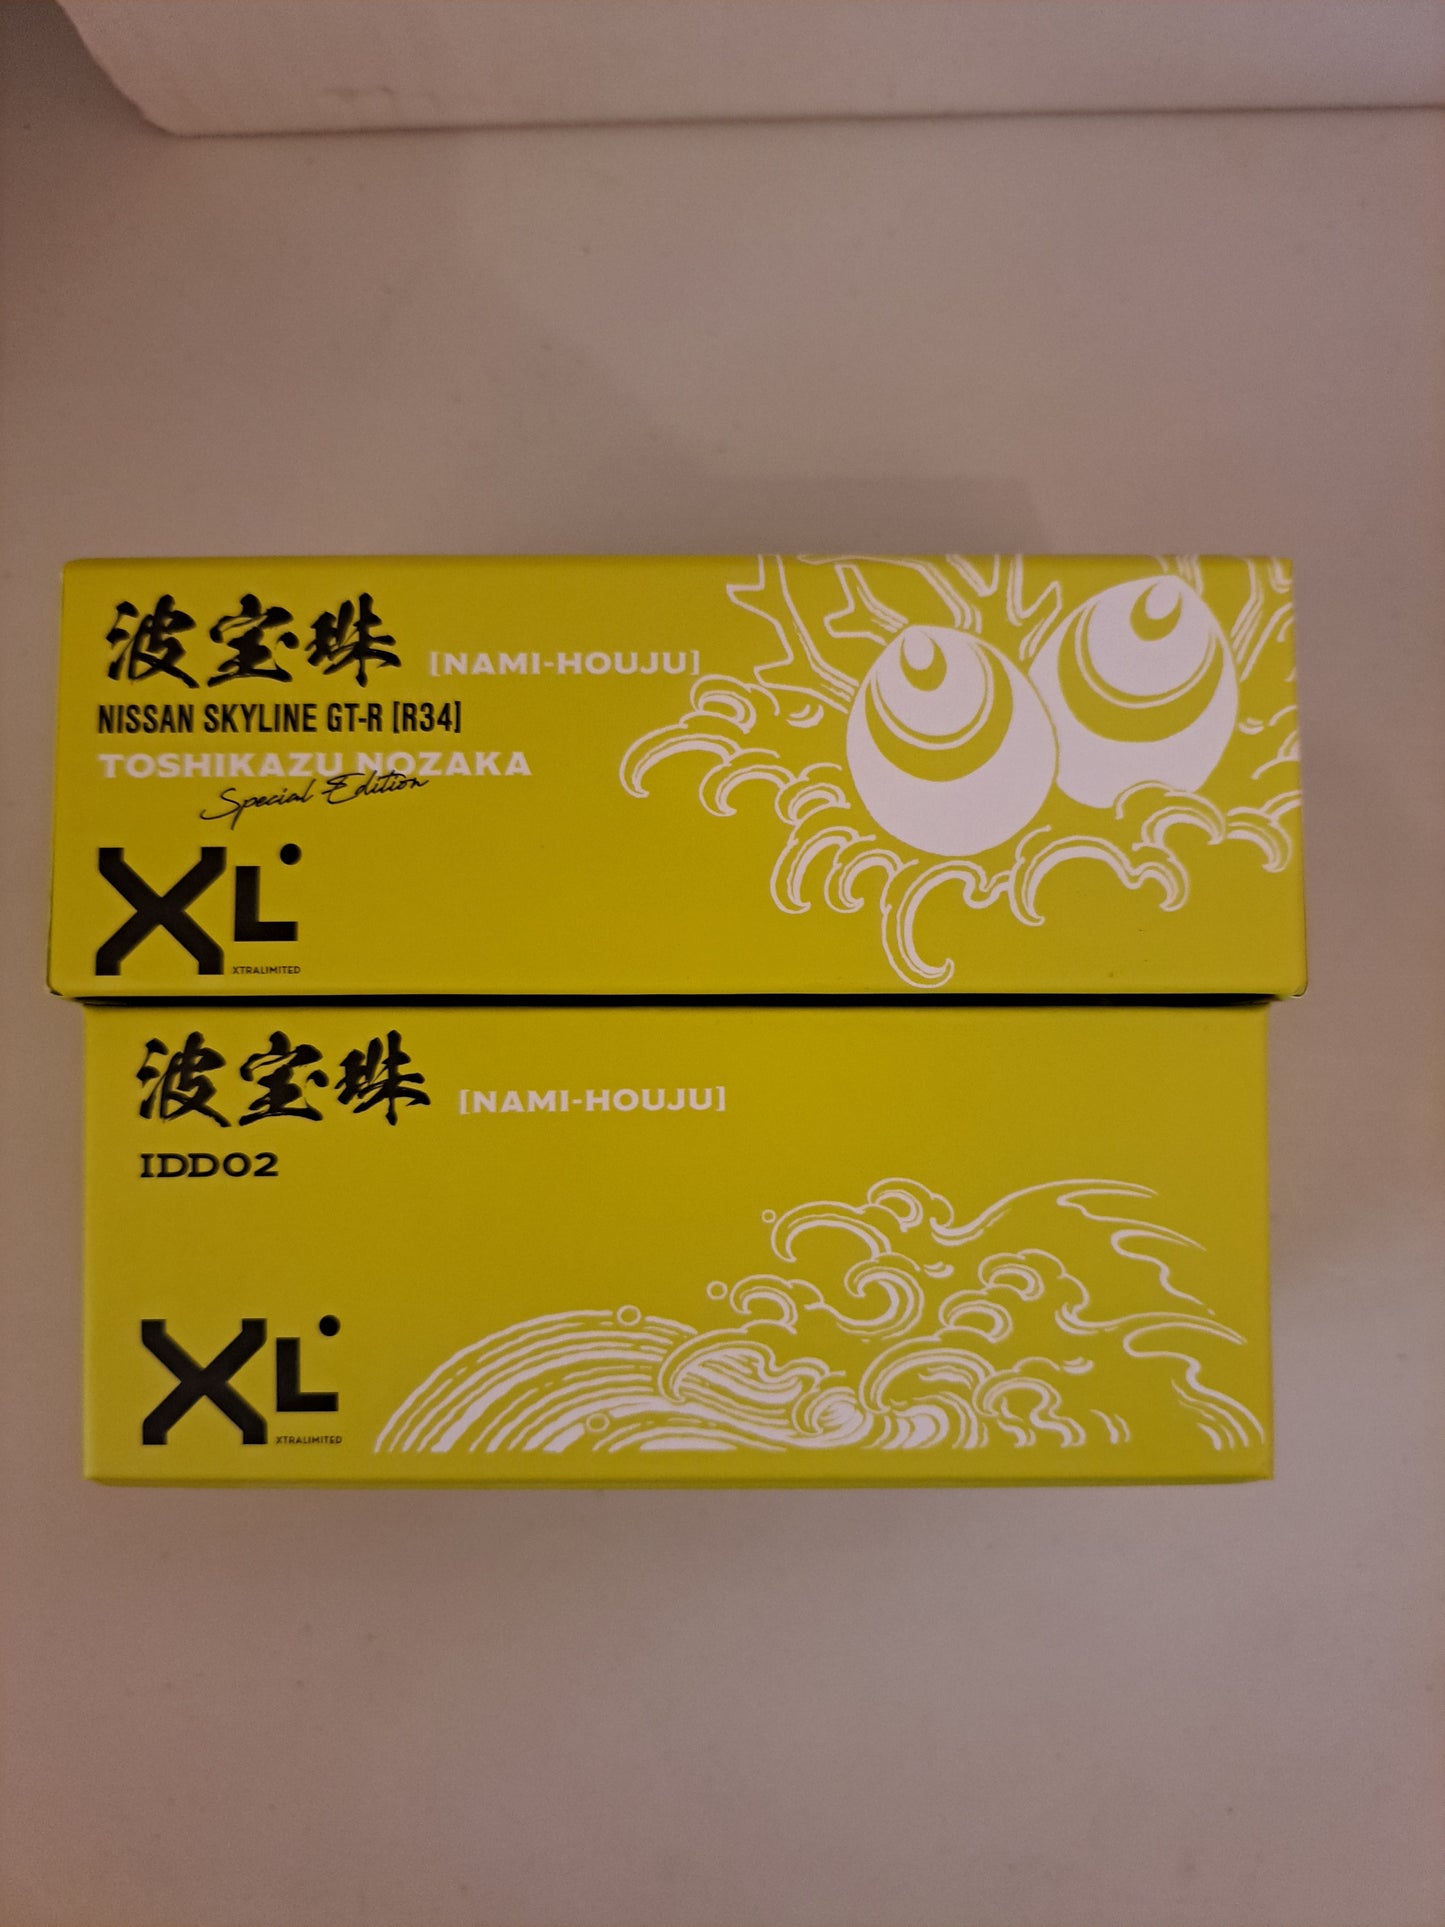 波宝珠 [NAMI-HOUJU]
NISSAN SKYLINE GT-R [R34]
TOSHIKAZU NOZAKA
Special Edition
XL
XTRALIMITED
波宝珠 [NAMI-HOUJU]
IDD02
XL
XTRALIMITED